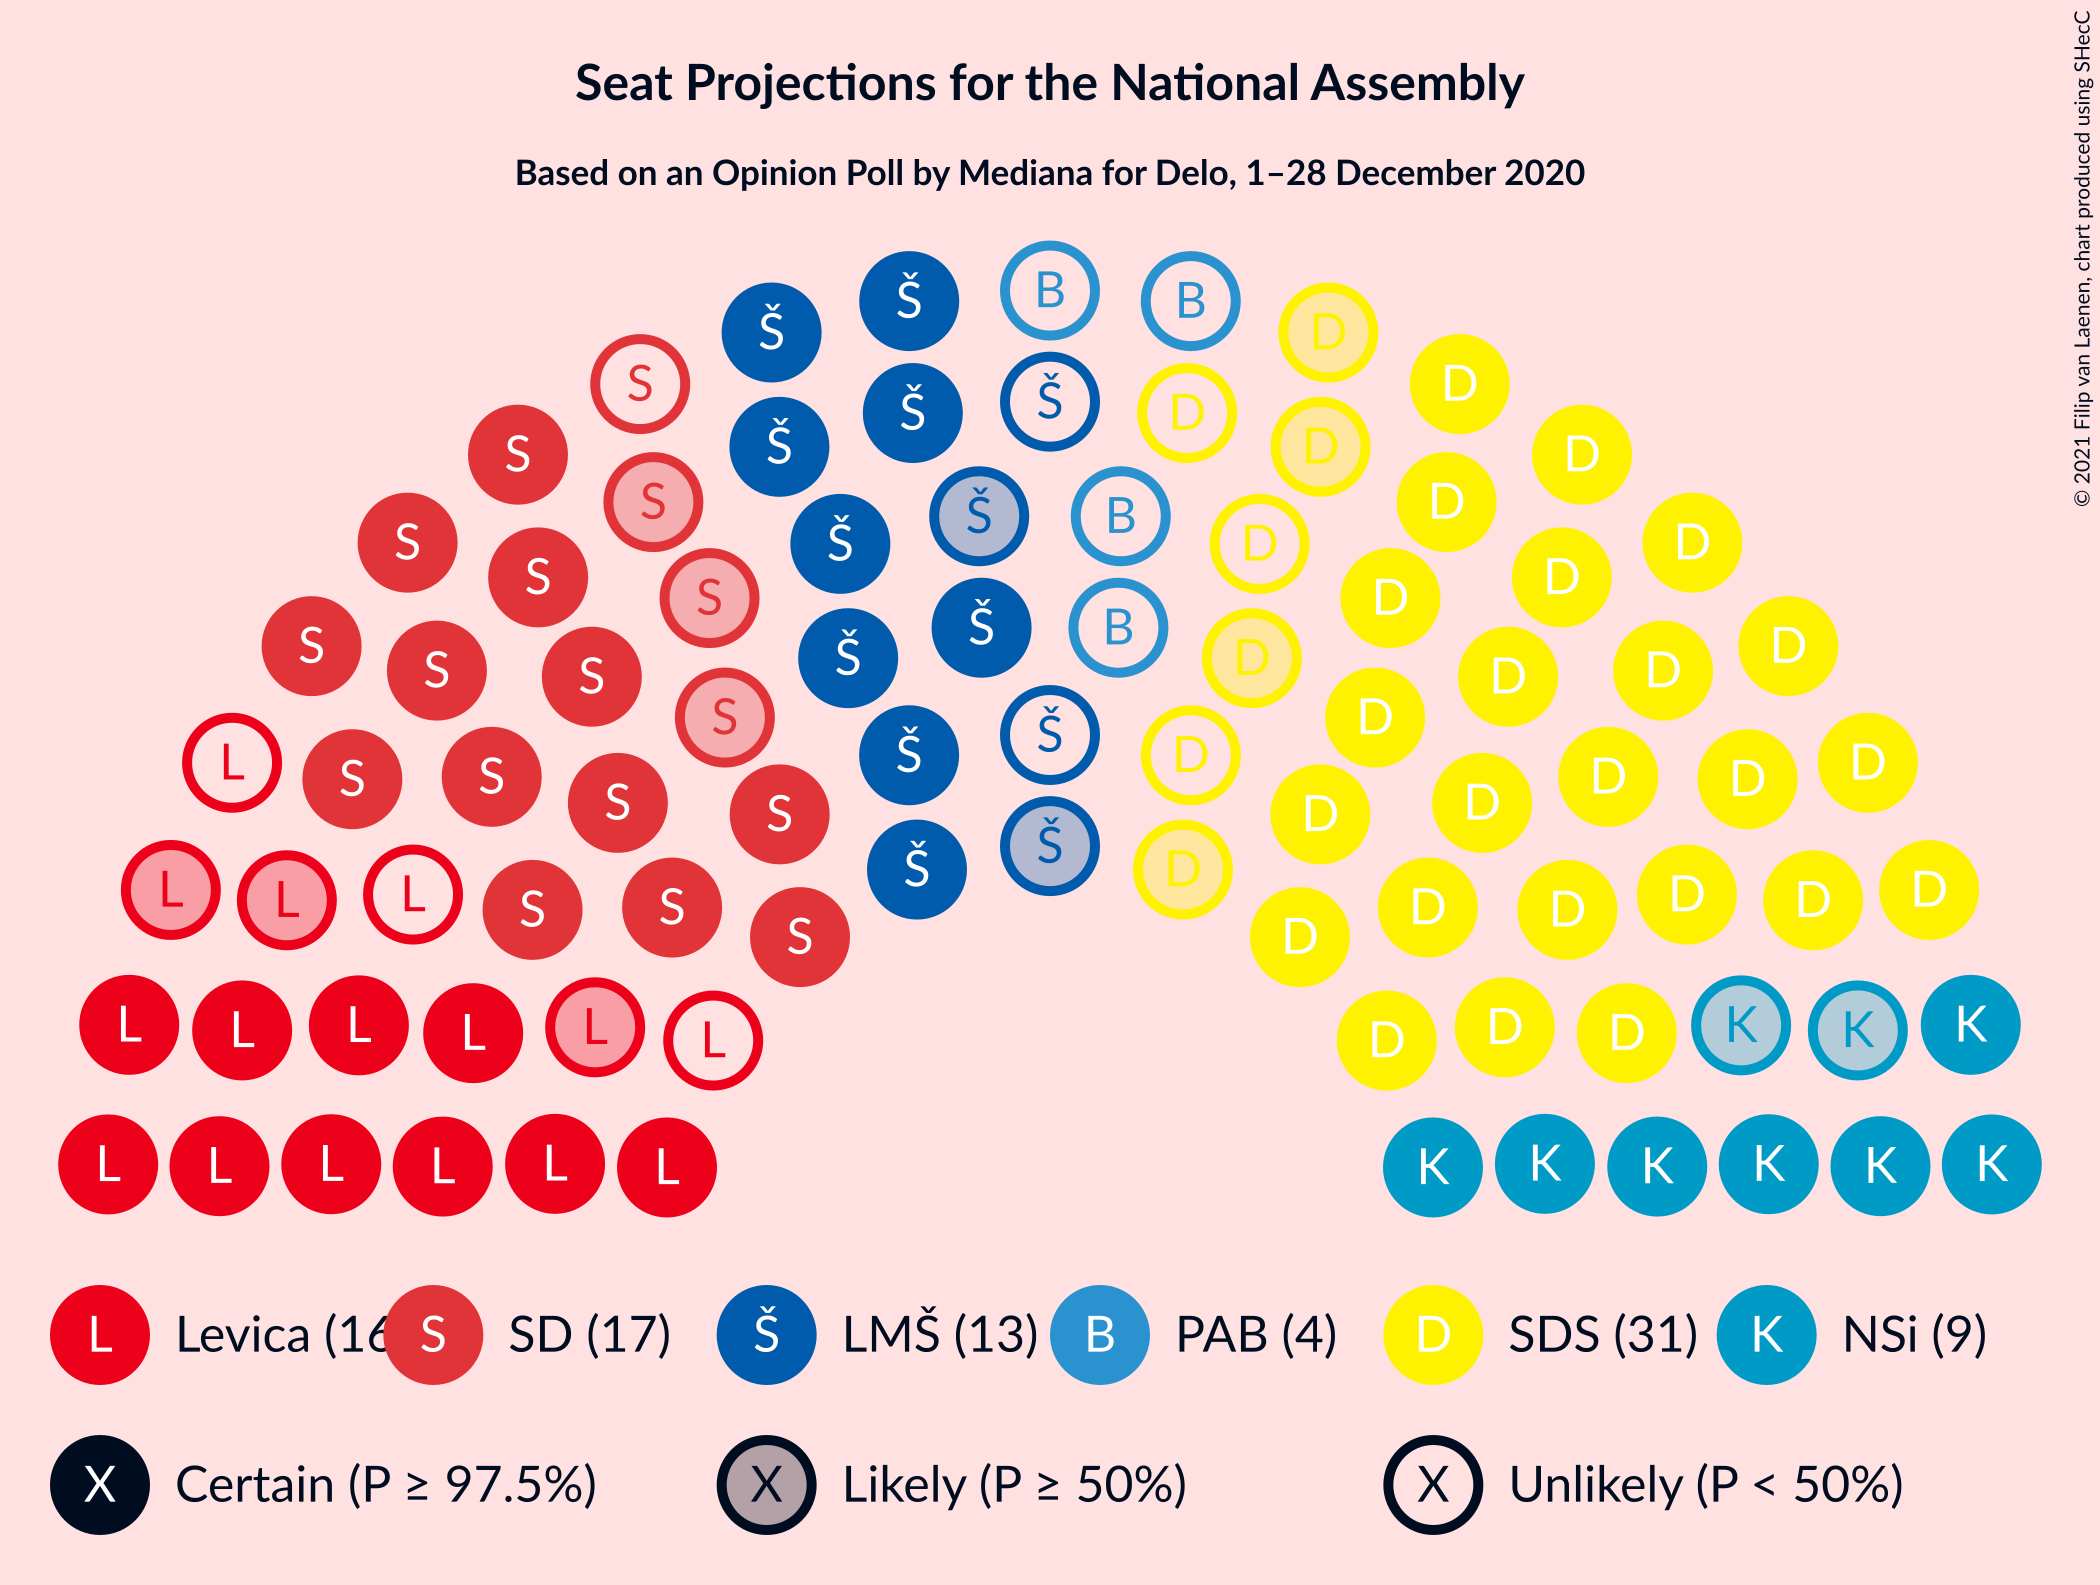 Seat Projections for the National Assembly
Based on an Opinion Poll by Mediana for Delo, 1–28 December 2020
© 2021 Filip van Laenen, chart produced using SHecC
B
Š B
Š D
S D
Š D
Š Š D
S D
Š D
S D
S Š B D
S D
S Š D
S D
S D
S Š B D
S D
S D
S Š D
L D
S Š D
S D
S D
S D
S D
Š
Š D
L D
L D
L D
S D
S D
S D
L K
L K
L K
L D
L D
L D
L L L L L L K K K K K K
L Levica (16 S SD (17) Š LMŠ (13) B PAB (4) D SDS (31) K NSi (9)
X Certain (P ≥ 97.5%) X Likely (P ≥ 50%) X Unlikely (P < 50%)